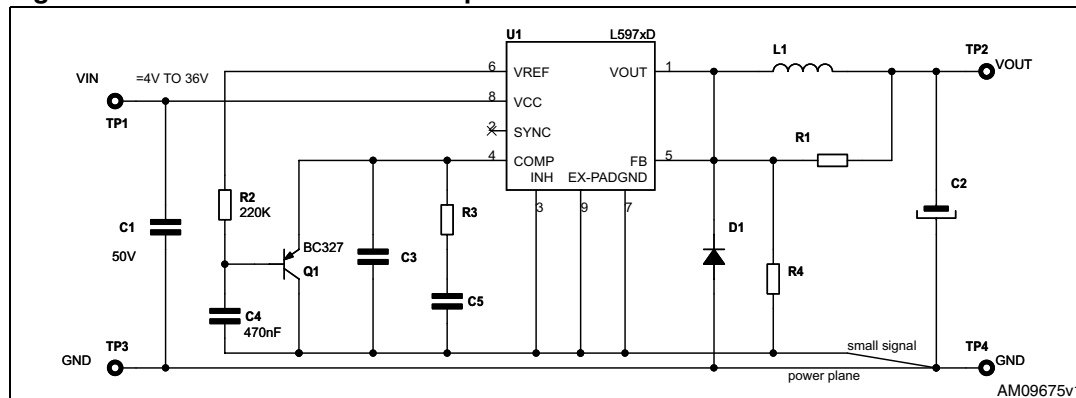 U1
L597xD
L1
TP2
VOUT
VIN
=4V TO 36V
TP1
6
VREF
VOUT
1
8
VCC
2
SYNC
4
COMP
FB
5
INH
EX-PAD
GND
3
9
7
R1
R2
220K
R3
C1
50V
BC327
Q1
C3
C5
C4
470nF
D1
R4
C2
TP3
GND
small signal
power plane
TP4
GND
AM09675v1